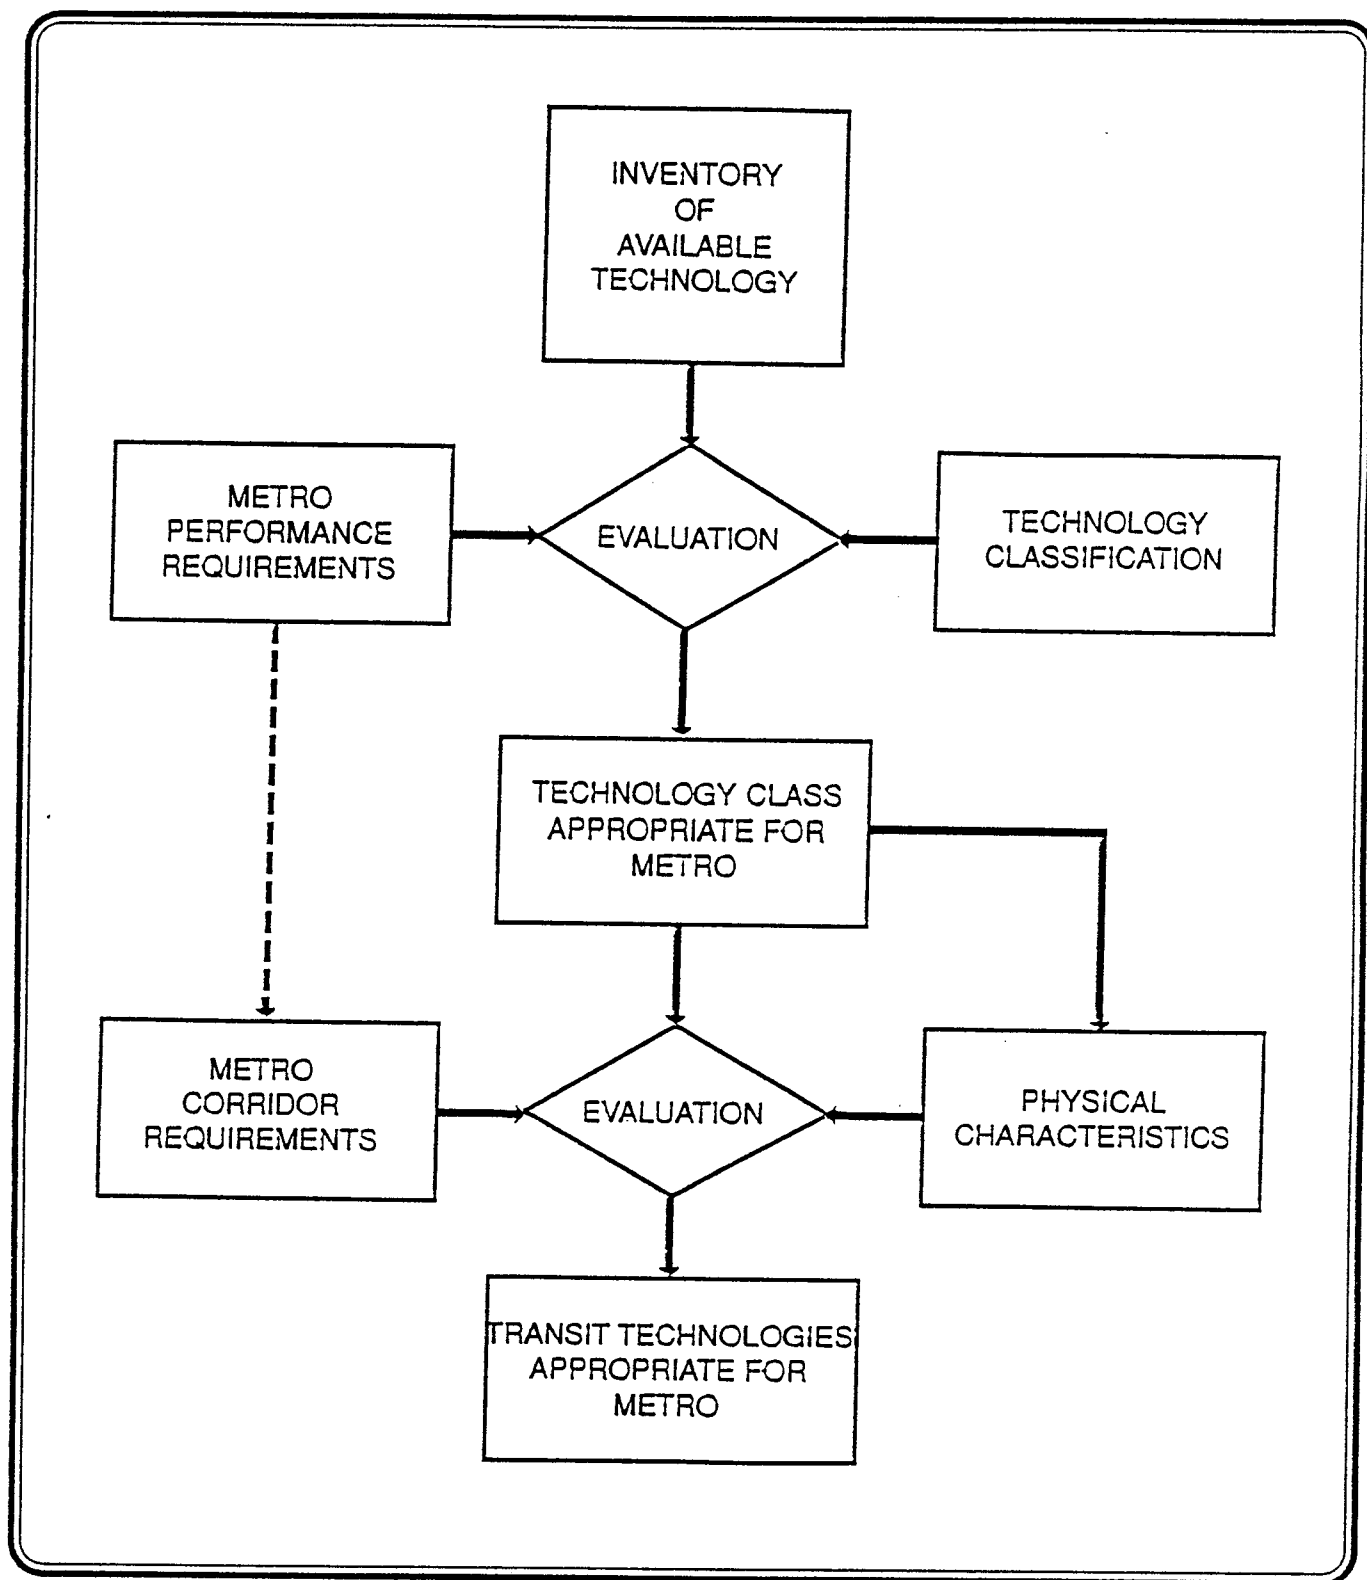 INVENTORY
OF
AVAILABLE
TECHNOLOGY
METRO
PERFORMANCE
REQUIREMENTS
EVALUATION
TECHNOLOGY
CLASSIFICATION
TECHNOLOGY CLASS
APPROPRIATE FOR
METRO
METRO
CORRIDOR
REQUIREMENTS
EVALUATION
PHYSICAL
CHARACTERISTICS
TRANSIT TECHNOLOGIES
APPROPRIATE FOR
METRO